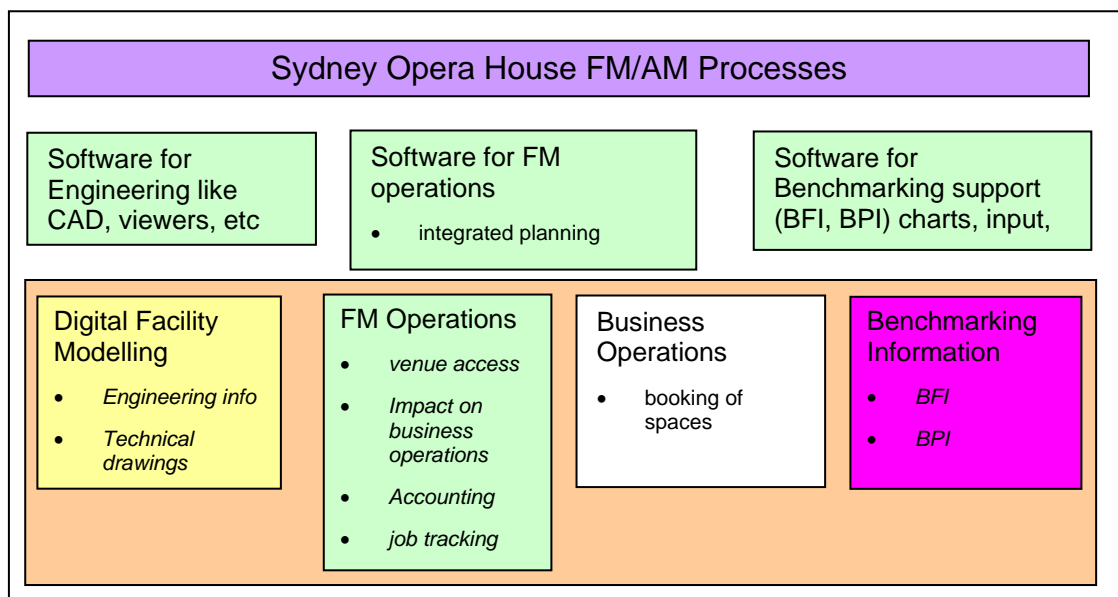 Sydney Opera House FM/AM Processes
Software for
Engineering like
CAD, viewers, etc
Software for FM
operations
• integrated planning
Software for
Benchmarking support
(BFI, BPI) charts, input,
Digital Facility
Modelling
• Engineering info
• Technical
drawings
FM Operations
• venue access
• Impact on
business
operations
• Accounting
• job tracking
Business
Operations
• booking of
spaces
Benchmarking
Information
• BFI
• BPI